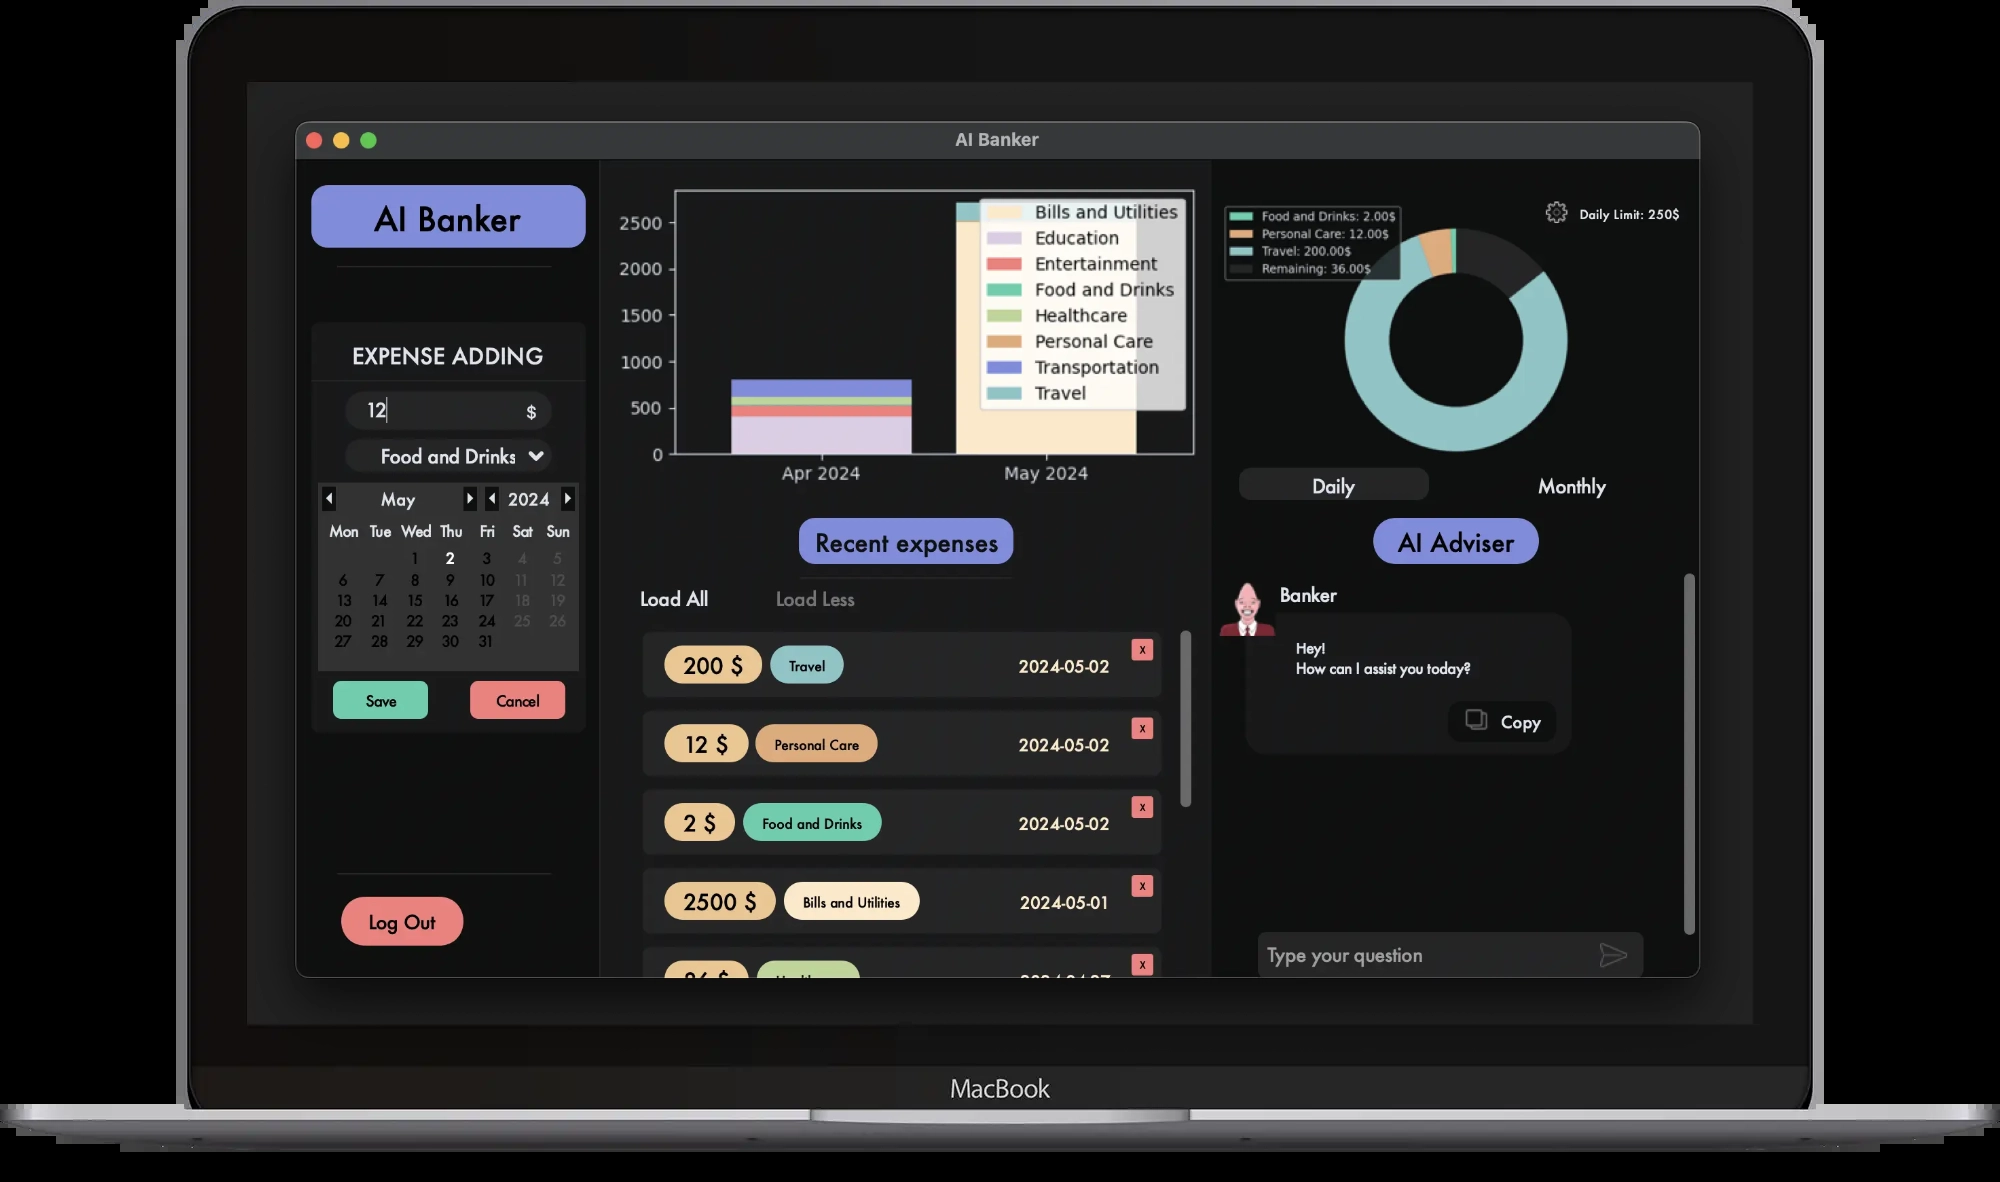 AI Banker
AI Banker
EXPENSE ADDING
12 $
Food and Drinks
May 2024
Mon Tue Wed Thu Fri Sat Sun
1 2 3 4 5
6 7 8 9 10 11 12
13 14 15 16 17 18 19
20 21 22 23 24 25 26
27 28 29 30 31
Save Cancel
Log Out
2500
2000
1500
1000
500
0
Apr 2024 May 2024
Bills and Utilities
Education
Entertainment
Food and Drinks
Healthcare
Personal Care
Transportation
Travel
Recent expenses
Load All Load Less
200 $ Travel 2024-05-02 x
12 $ Personal Care 2024-05-02 x
2 $ Food and Drinks 2024-05-02 x
2500 $ Bills and Utilities 2024-05-01 x
x
Food and Drinks: 2.00$
Personal Care: 12.00$
Travel: 200.00$
Remaining: 36.00$
Daily Limit: 250$
Daily Monthly
AI Adviser
Banker
Hey!
How can I assist you today?
Copy
Type your question
MacBook